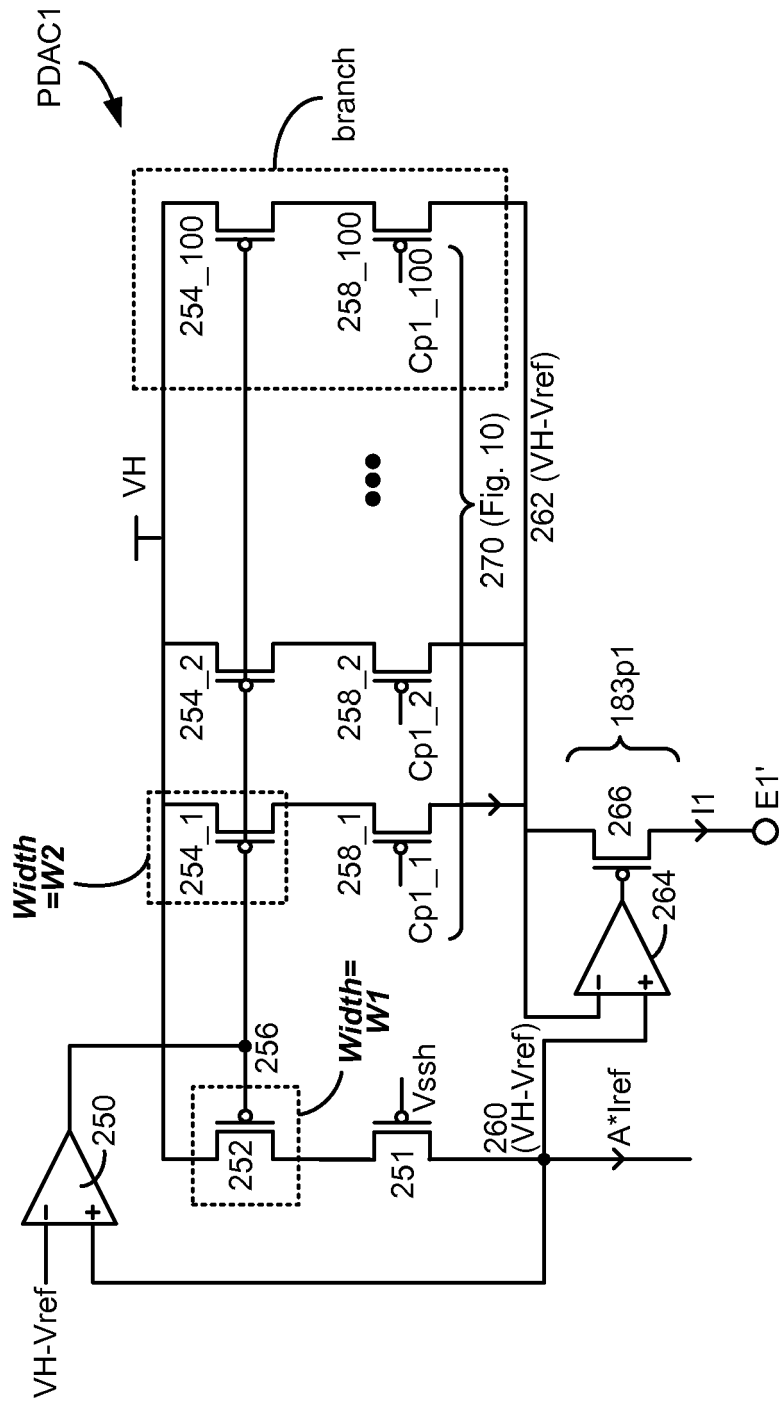 PDAC1
VH
branch
Width
=W2
254_1
254_2
254_100
VH-Vref
-
+
250
256
252
Width=
W1
258_1
258_2
258_100
Cp1_1
Cp1_2
Cp1_100
251
Vssh
270 (Fig. 10)
262 (VH-Vref)
260
(VH-Vref)
-
+
264
266
183p1
A*Iref
I1
E1'